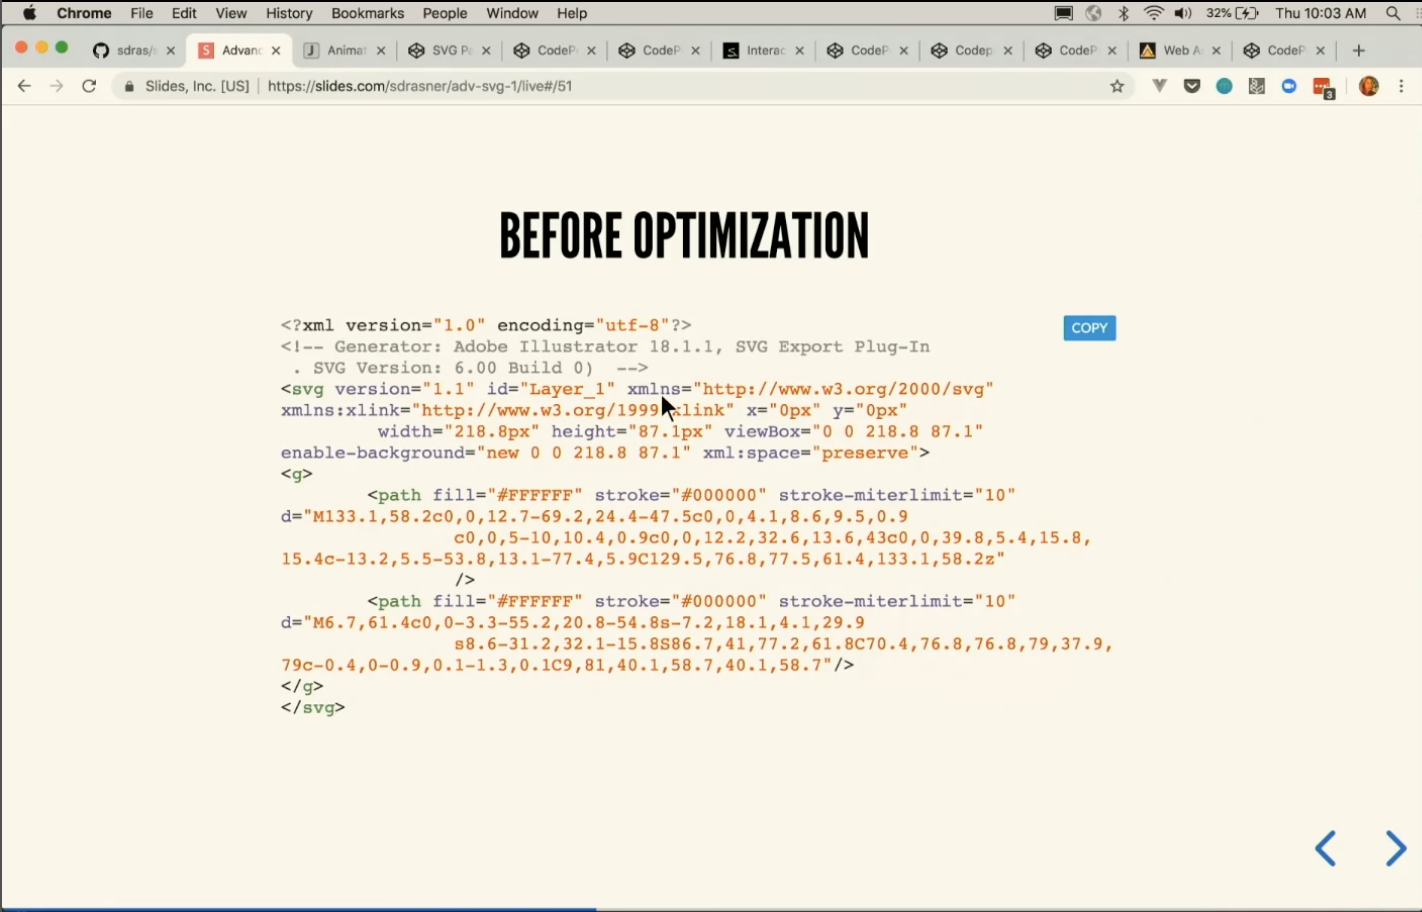 Chrome File Edit View History Bookmarks People Window Help 32% Thu 10:03 AM
sdras/s Advanc Animat SVG Pa CodeP CodeP Interac CodeP Codep CodeP Web A CodeP
Slides, Inc. [US] | https://slides.com/sdrasner/adv-svg-1/live#/51 3
BEFORE OPTIMIZATION
COPY
<?xml version="1.0" encoding="utf-8"?>
<!-- Generator: Adobe Illustrator 18.1.1, SVG Export Plug-In
. SVG Version: 6.00 Build 0)  -->
<svg version="1.1" id="Layer_1" xmlns="http://www.w3.org/2000/svg"
xmlns:xlink="http://www.w3.org/1999 xlink" x="0px" y="0px"
width="218.8px" height="87.1px" viewBox="0 0 218.8 87.1"
enable-background="new 0 0 218.8 87.1" xml:space="preserve">
<g>
<path fill="#FFFFFF" stroke="#000000" stroke-miterlimit="10"
d="M133.1,58.2c0,0,12.7-69.2,24.4-47.5c0,0,4.1,8.6,9.5,0.9
c0,0,5-10,10.4,0.9c0,0,12.2,32.6,13.6,43c0,0,39.8,5.4,15.8,
15.4c-13.2,5.5-53.8,13.1-77.4,5.9C129.5,76.8,77.5,61.4,133.1,58.2z"
/>
<path fill="#FFFFFF" stroke="#000000" stroke-miterlimit="10"
d="M6.7,61.4c0,0-3.3-55.2,20.8-54.8s-7.2,18.1,4.1,29.9
s8.6-31.2,32.1-15.8S86.7,41,77.2,61.8C70.4,76.8,76.8,79,37.9,
79c-0.4,0-0.9,0.1-1.3,0.1C9,81,40.1,58.7,40.1,58.7"/>
</g>
</svg>